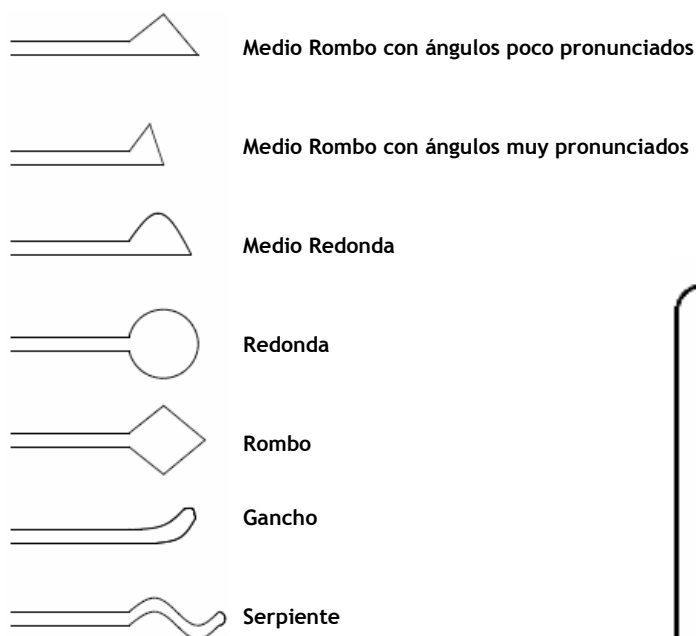 Medio Rombo con ángulos poco pronunciados
Medio Rombo con ángulos muy pronunciados
Medio Redonda
Redonda
Rombo
Gancho
Serpiente